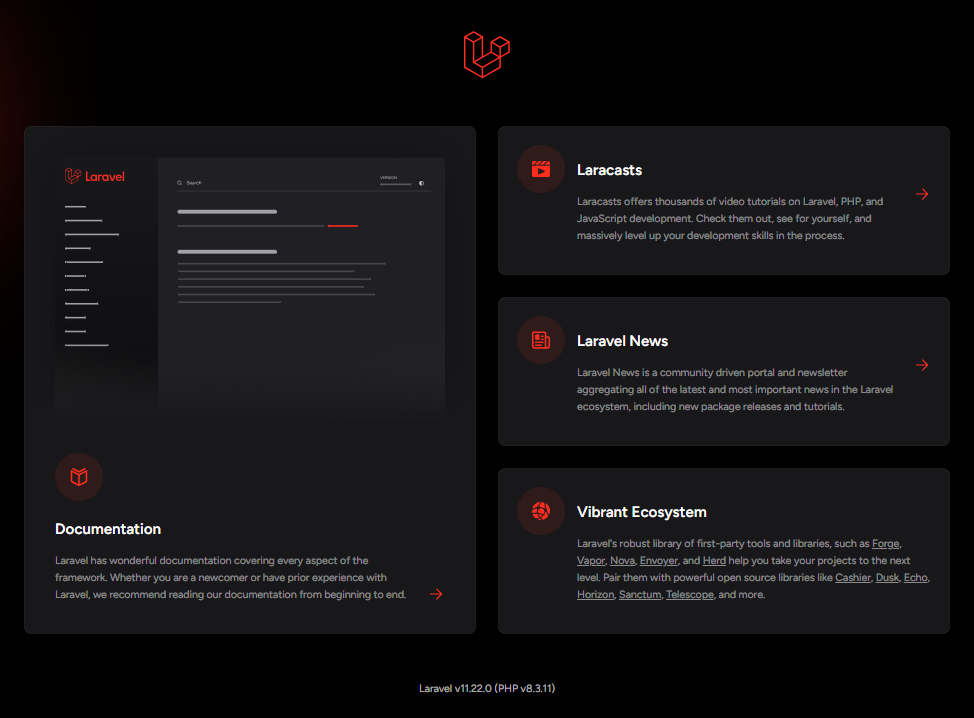 Laravel
Search
VERSION
Documentation
Laravel has wonderful documentation covering every aspect of the
framework. Whether you are a newcomer or have prior experience with
Laravel, we recommend reading our documentation from beginning to end.
Laracasts
Laracasts offers thousands of video tutorials on Laravel, PHP, and
JavaScript development. Check them out, see for yourself, and
massively level up your development skills in the process.
Laravel News
Laravel News is a community driven portal and newsletter
aggregating all of the latest and most important news in the Laravel
ecosystem, including new package releases and tutorials.
Vibrant Ecosystem
Laravel's robust library of first-party tools and libraries, such as Forge,
Vapor, Nova, Envoyer, and Herd help you take your projects to the next
level. Pair them with powerful open source libraries like Cashier, Dusk, Echo,
Horizon, Sanctum, Telescope, and more.
Laravel v11.22.0 (PHP v8.3.11)